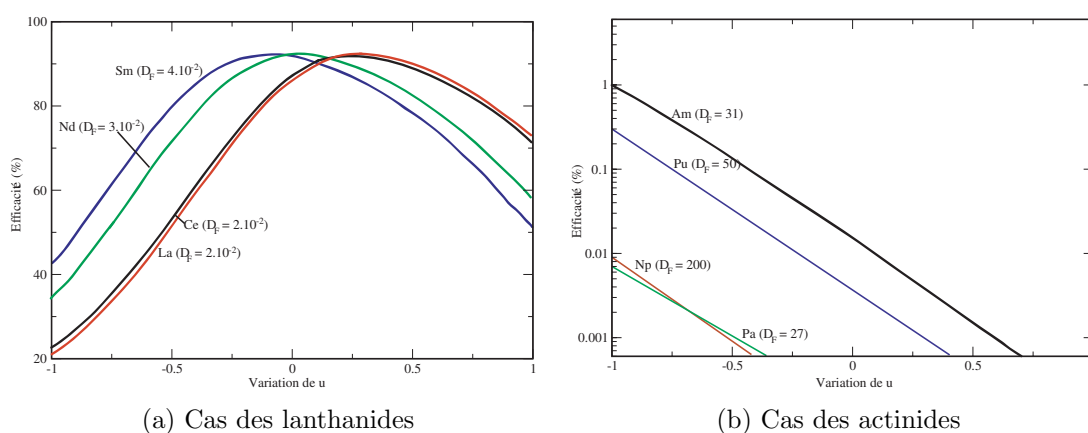 100
80
60
40
20
Efficacité (%)
Sm (D_F = 4.10^-2)
Nd (D_F = 3.10^-2)
Ce (D_F = 2.10^-2)
La (D_F = 2.10^-2)
-1
-0.5
0
0.5
1
Variation de u
(a) Cas des lanthanides
1
0.1
0.01
0.001
Efficacité (%)
Am (D_F = 31)
Pu (D_F = 50)
Np (D_F = 200)
Pa (D_F = 27)
-1
-0.5
0
0.5
Variation de u
(b) Cas des actinides